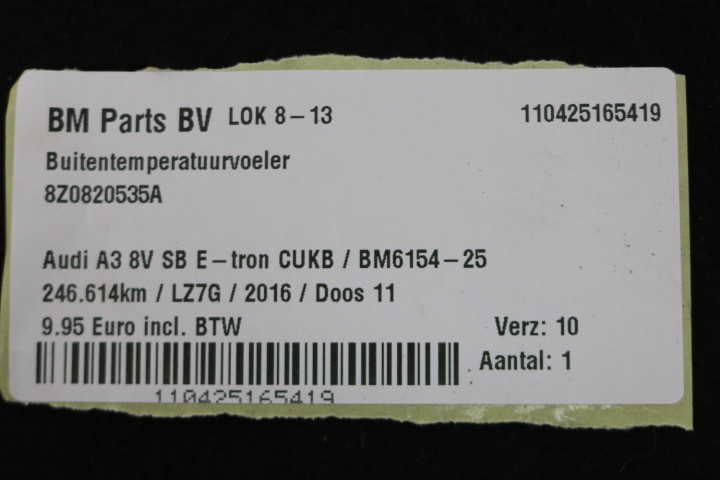 BM Parts BV LOK 8-13 110425165419
Buitentemperatuurvoeler
8Z0820535A
Audi A3 8V SB E-tron CUKB / BM6154-25
246.614km / LZ7G / 2016 / Doos 11
9.95 Euro incl. BTW Verz: 10
Aantal: 1
110425165419